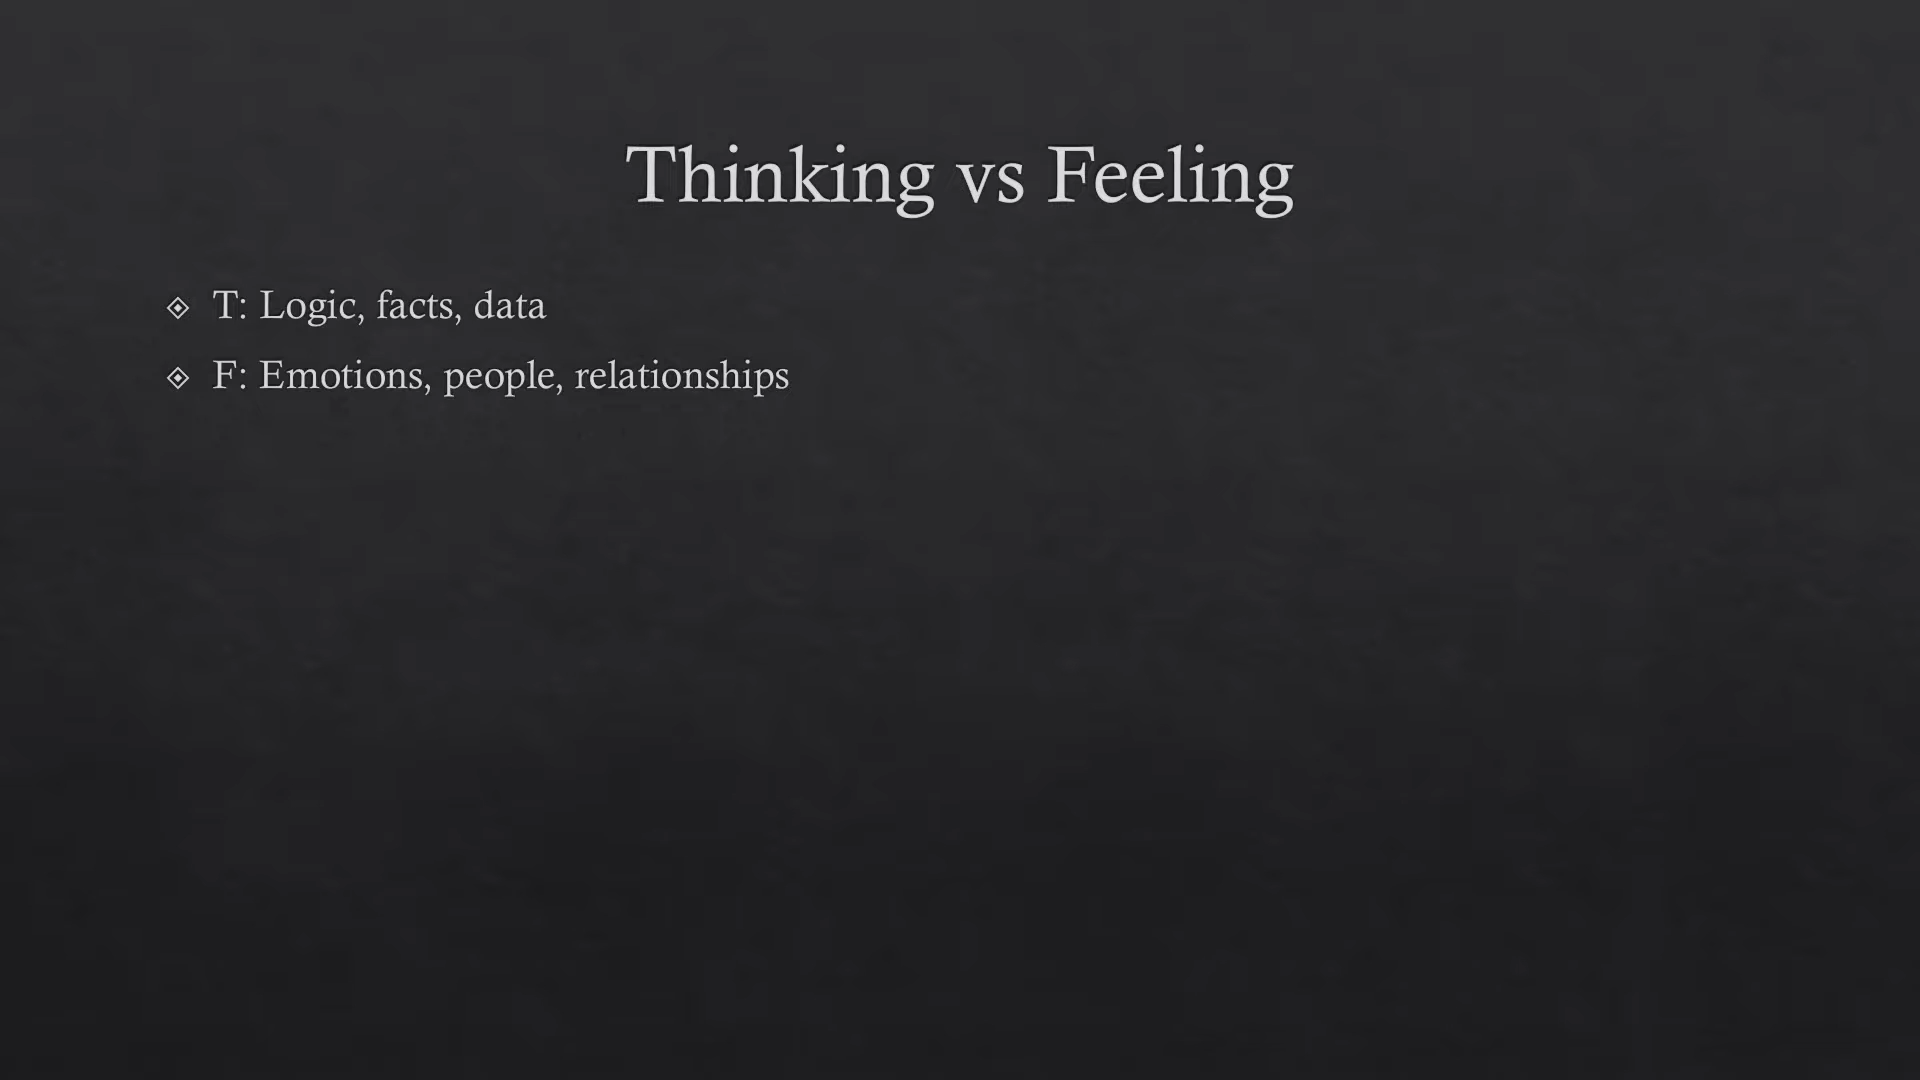 Thinking vs Feeling
T: Logic, facts, data
F: Emotions, people, relationships